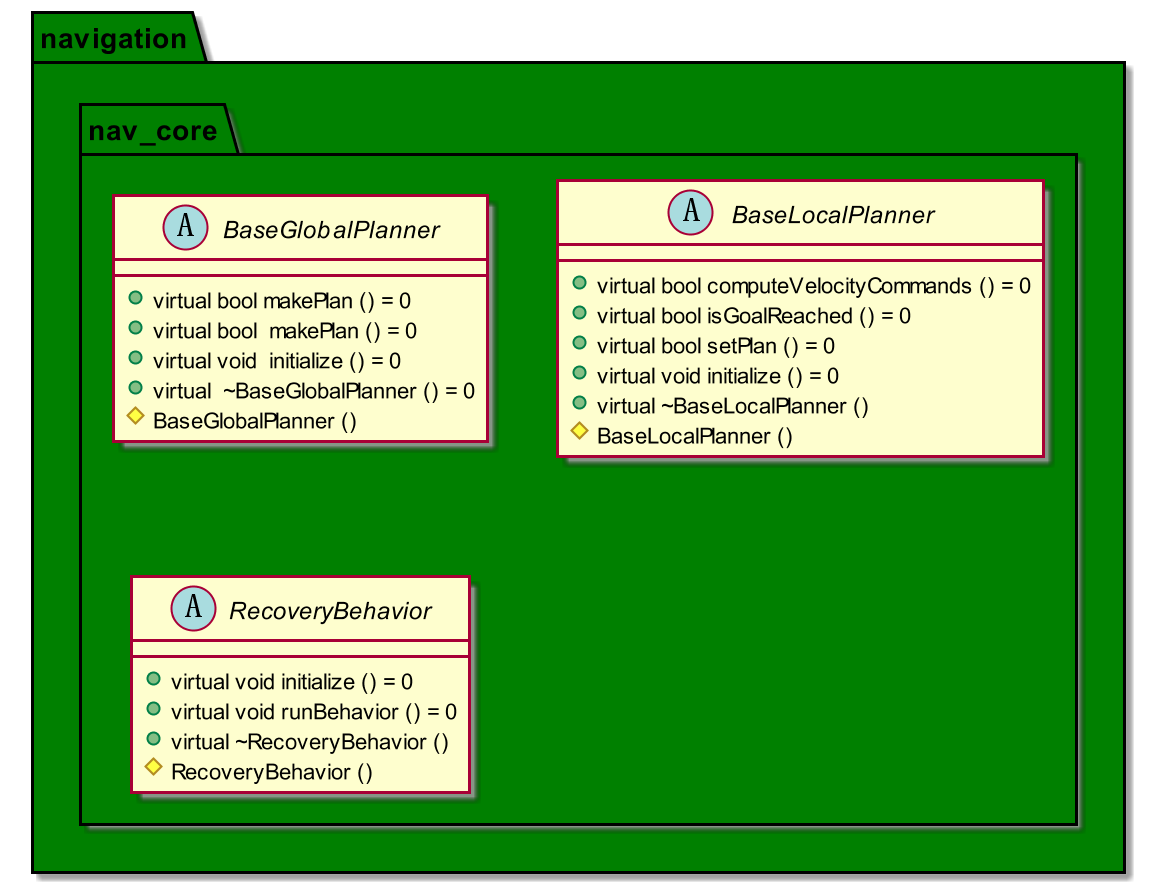 navigation
nav_core
A BaseGlobalPlanner
virtual bool makePlan () = 0
virtual bool  makePlan () = 0
virtual void  initialize () = 0
virtual  ~BaseGlobalPlanner () = 0
BaseGlobalPlanner ()
A BaseLocalPlanner
virtual bool computeVelocityCommands () = 0
virtual bool isGoalReached () = 0
virtual bool setPlan () = 0
virtual void initialize () = 0
virtual ~BaseLocalPlanner ()
BaseLocalPlanner ()
A RecoveryBehavior
virtual void initialize () = 0
virtual void runBehavior () = 0
virtual ~RecoveryBehavior ()
RecoveryBehavior ()